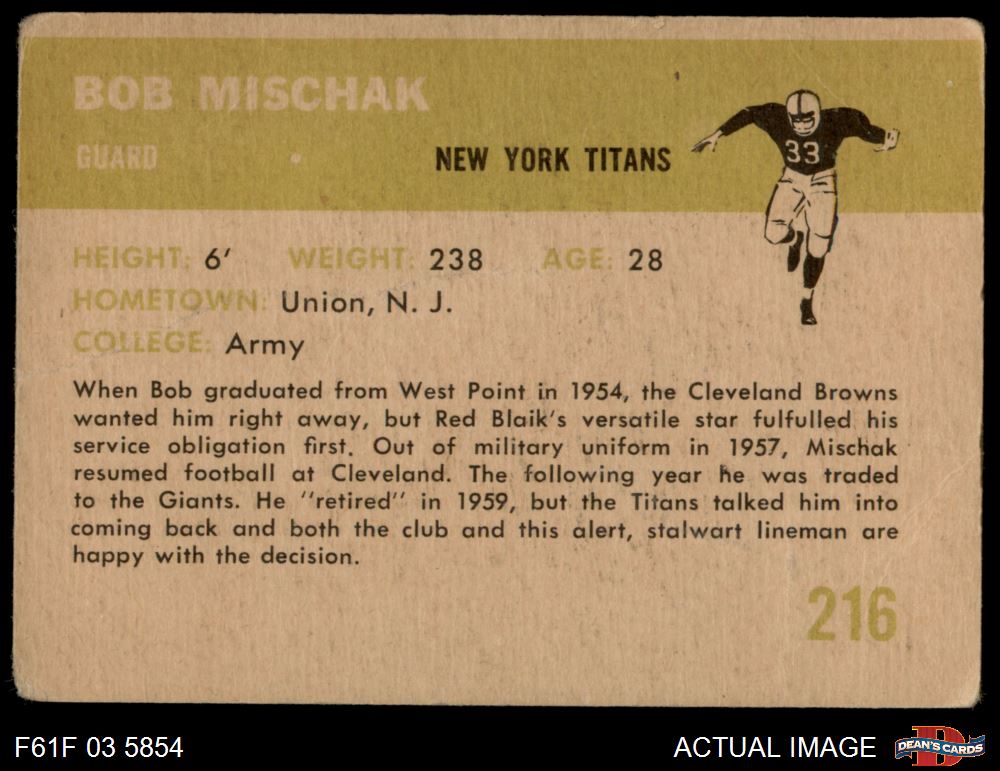 BOB MISCHAK
GUARD
NEW YORK TITANS
33
HEIGHT: 6' WEIGHT: 238 AGE: 28
HOMETOWN: Union, N. J.
COLLEGE: Army
When Bob graduated from West Point in 1954, the Cleveland Browns
wanted him right away, but Red Blaik's versatile star fulfulled his
service obligation first. Out of military uniform in 1957, Mischak
resumed football at Cleveland. The following year he was traded
to the Giants. He "retired" in 1959, but the Titans talked him into
coming back and both the club and this alert, stalwart lineman are
happy with the decision.
216
F61F 03 5854
ACTUAL IMAGE
D
DEAN'S CARDS